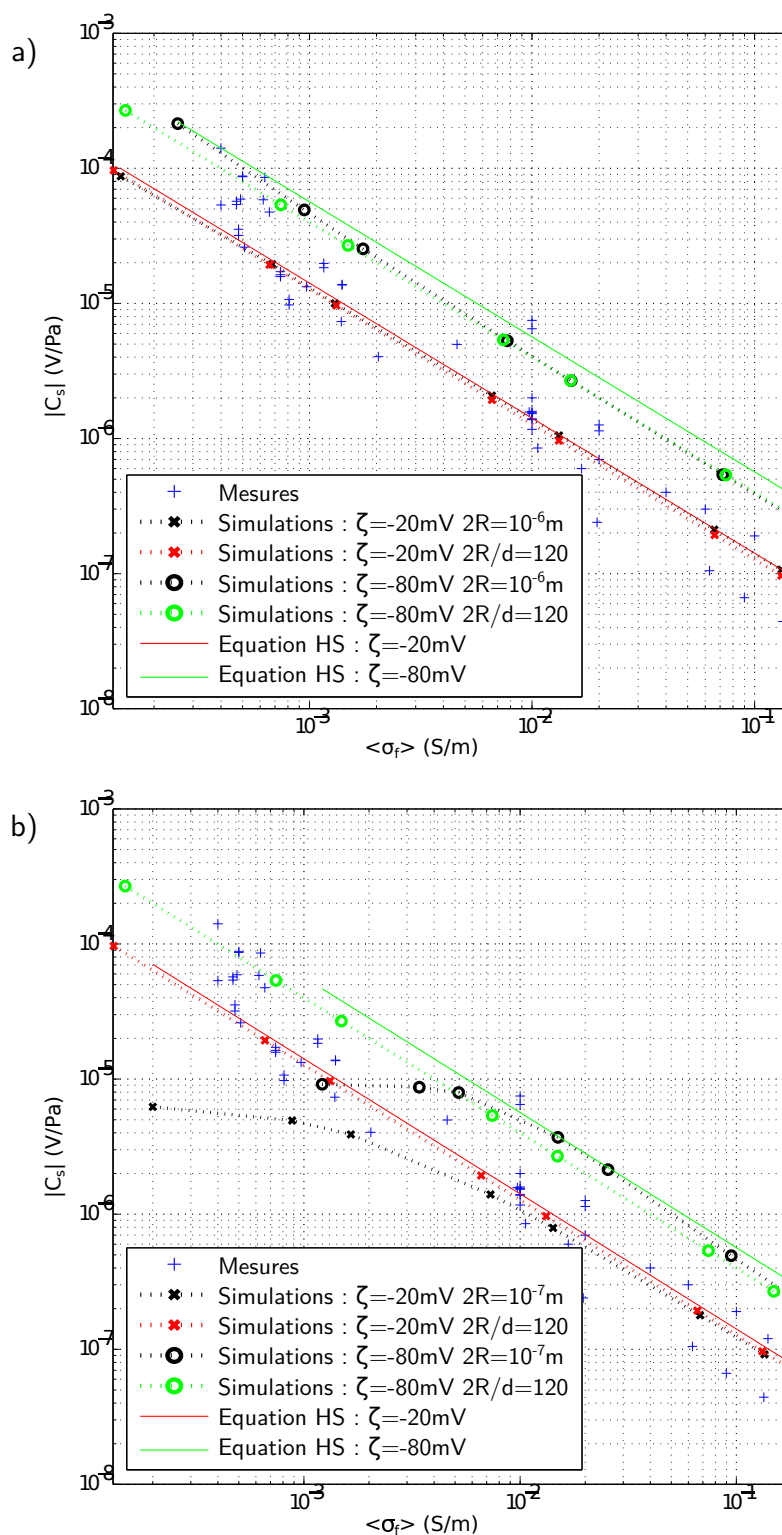 a)
10⁻³
10⁻⁴
10⁻⁵
10⁻⁶
10⁻⁷
10⁻⁸
|Cₛ| (V/Pa)
Mesures
Simulations : ζ=-20mV 2R=10⁻⁶m
Simulations : ζ=-20mV 2R/d=120
Simulations : ζ=-80mV 2R=10⁻⁶m
Simulations : ζ=-80mV 2R/d=120
Equation HS : ζ=-20mV
Equation HS : ζ=-80mV
10⁻³ 10⁻² 10⁻¹
<σ_f> (S/m)
b)
10⁻³
10⁻⁴
10⁻⁵
10⁻⁶
10⁻⁷
10⁻⁸
|Cₛ| (V/Pa)
Mesures
Simulations : ζ=-20mV 2R=10⁻⁷m
Simulations : ζ=-20mV 2R/d=120
Simulations : ζ=-80mV 2R=10⁻⁷m
Simulations : ζ=-80mV 2R/d=120
Equation HS : ζ=-20mV
Equation HS : ζ=-80mV
10⁻³ 10⁻² 10⁻¹
<σ_f> (S/m)